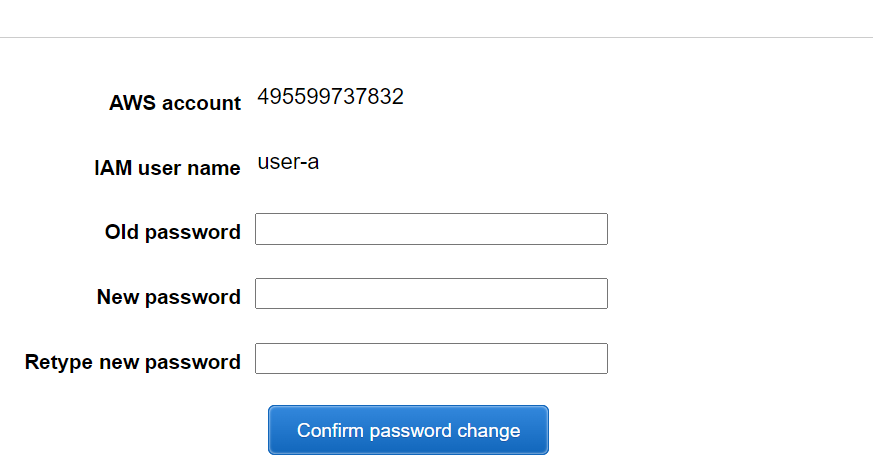 AWS account 495599737832
IAM user name user-a
Old password
New password
Retype new password
Confirm password change